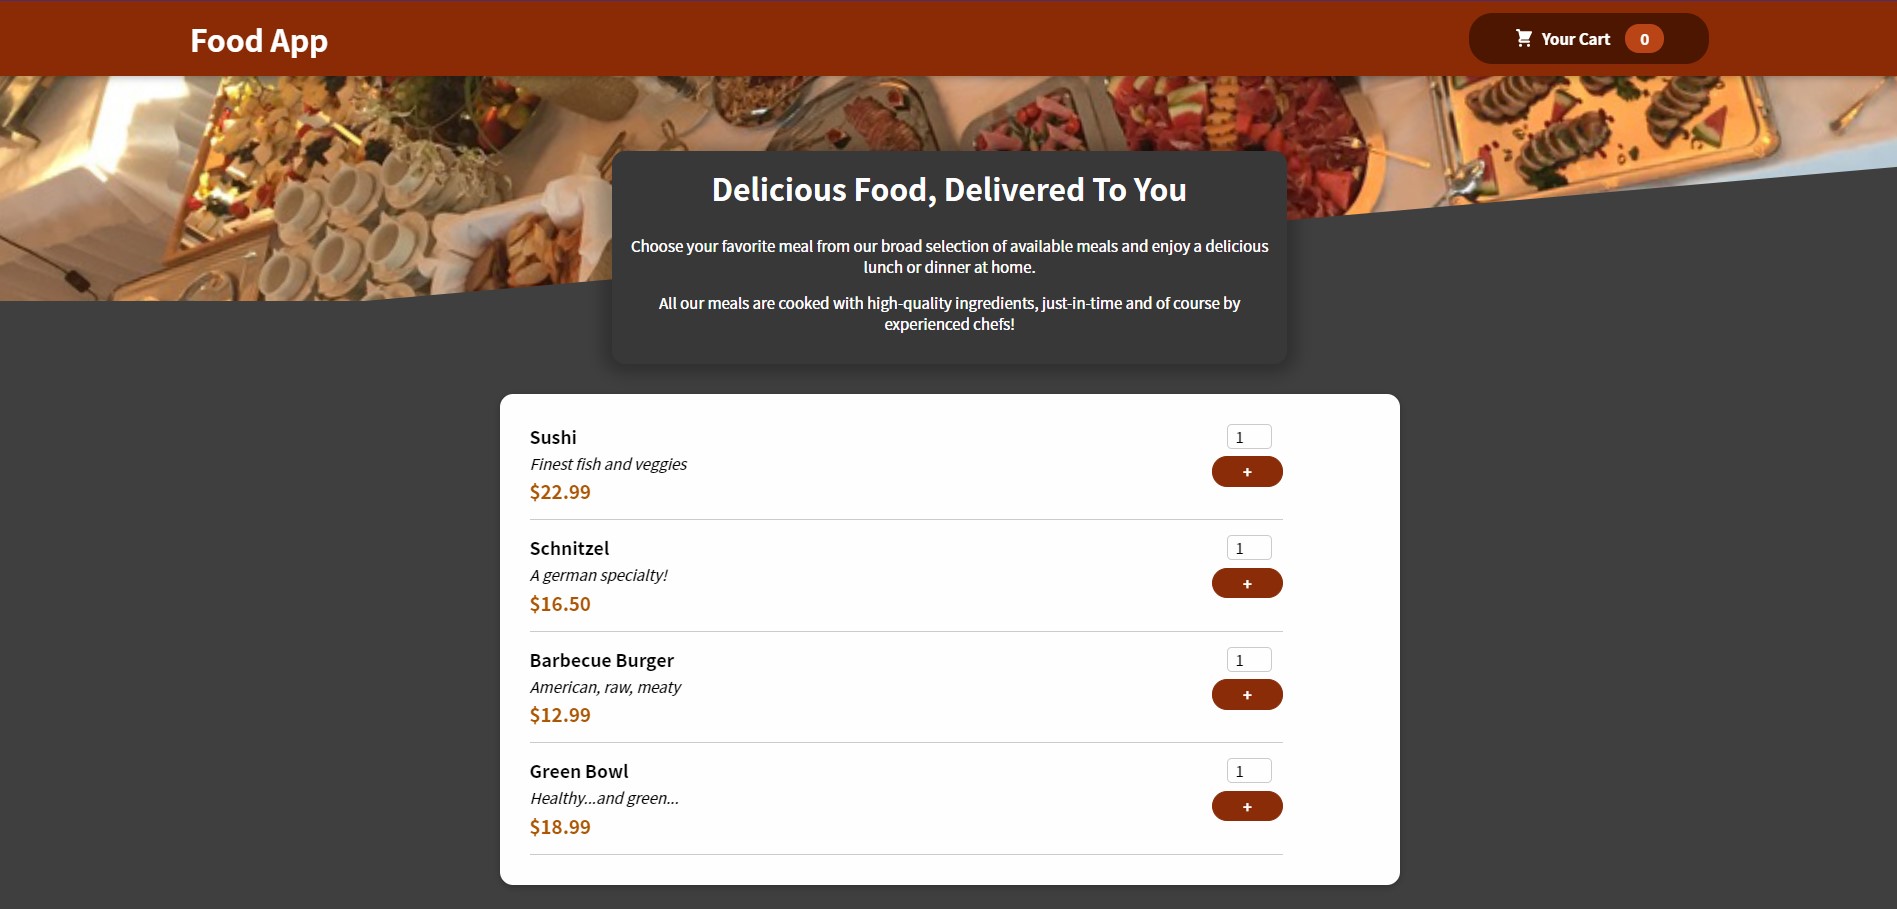 Food App
Your Cart 0
Delicious Food, Delivered To You
Choose your favorite meal from our broad selection of available meals and enjoy a delicious
lunch or dinner at home.
All our meals are cooked with high-quality ingredients, just-in-time and of course by
experienced chefs!
Sushi
Finest fish and veggies
$22.99
1
+
Schnitzel
A german specialty!
$16.50
1
+
Barbecue Burger
American, raw, meaty
$12.99
1
+
Green Bowl
Healthy...and green...
$18.99
1
+